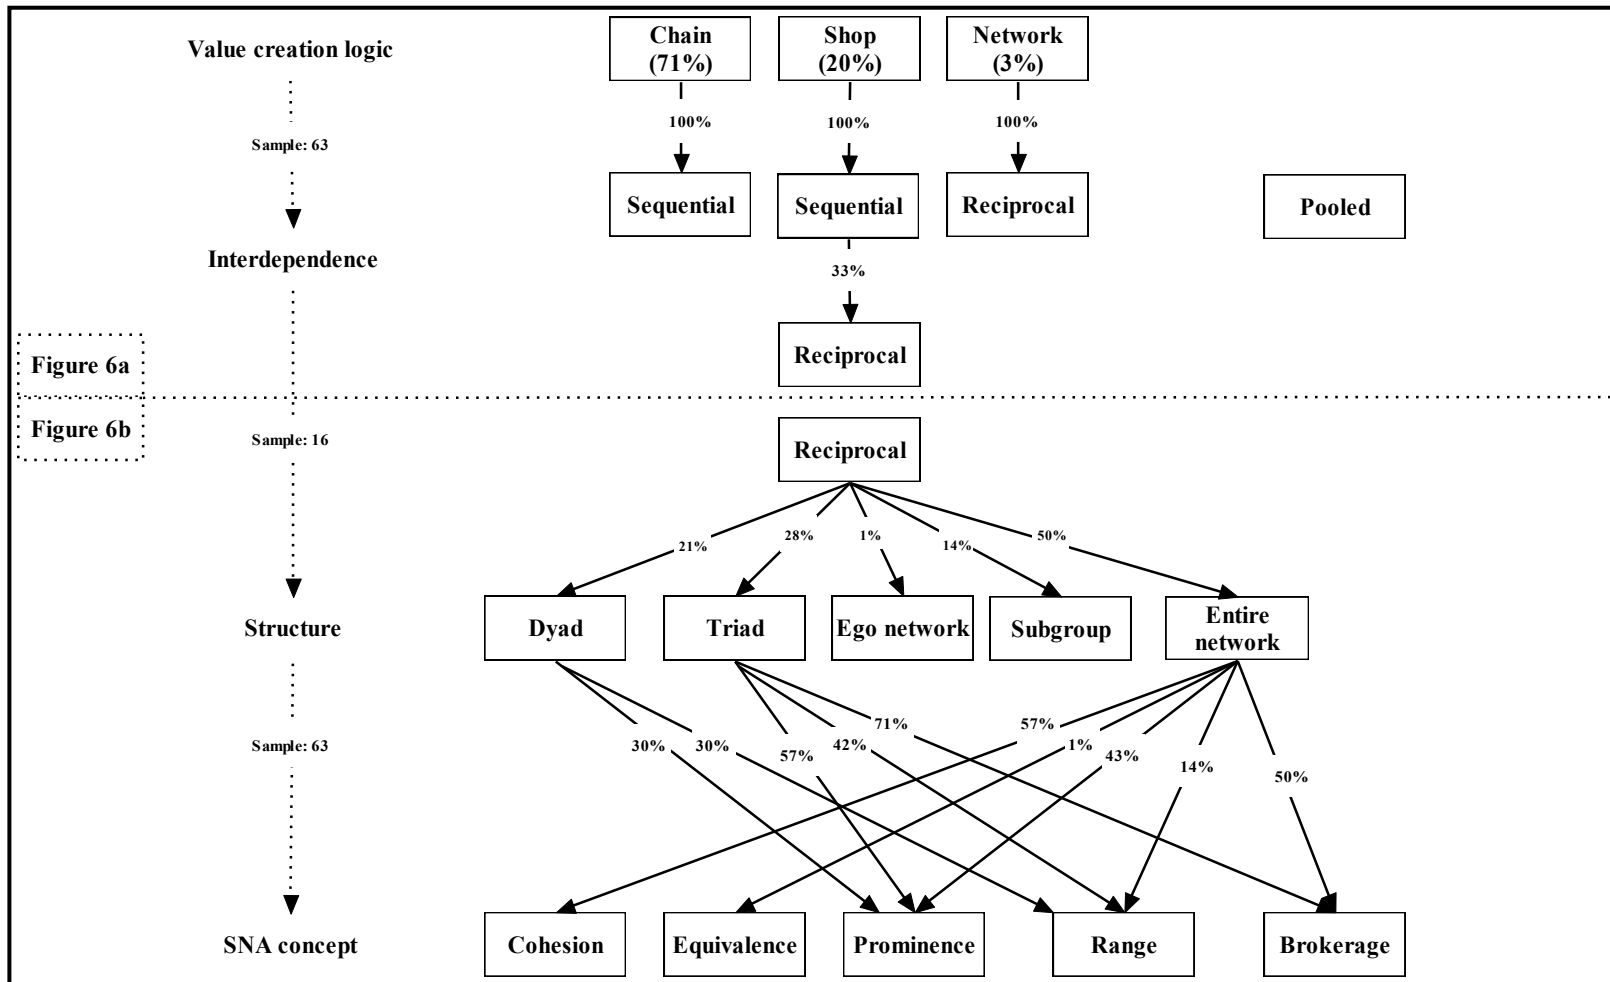 Value creation logic
Chain
(71%)
Shop
(20%)
Network
(3%)
100%
100%
100%
Sample: 63
Sequential
Sequential
Reciprocal
Pooled
Interdependence
33%
Reciprocal
Figure 6a
Figure 6b
Sample: 16
Reciprocal
21%
28%
1%
14%
50%
Structure
Dyad
Triad
Ego network
Subgroup
Entire
network
71%
57%
Sample: 63
30%
30%
57%
42%
1%
43%
14%
50%
SNA concept
Cohesion
Equivalence
Prominence
Range
Brokerage